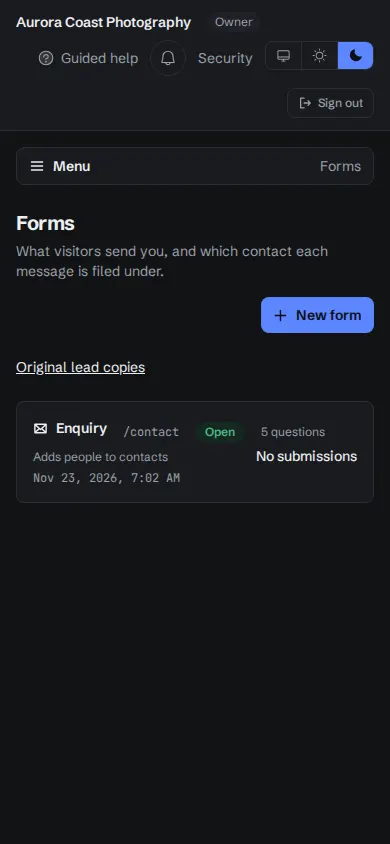 Aurora Coast Photography Owner
Guided help Security
Sign out
Menu Forms
Forms
What visitors send you, and which contact each
message is filed under.
New form
Original lead copies
Enquiry /contact Open 5 questions
Adds people to contacts No submissions
Nov 23, 2026, 7:02 AM